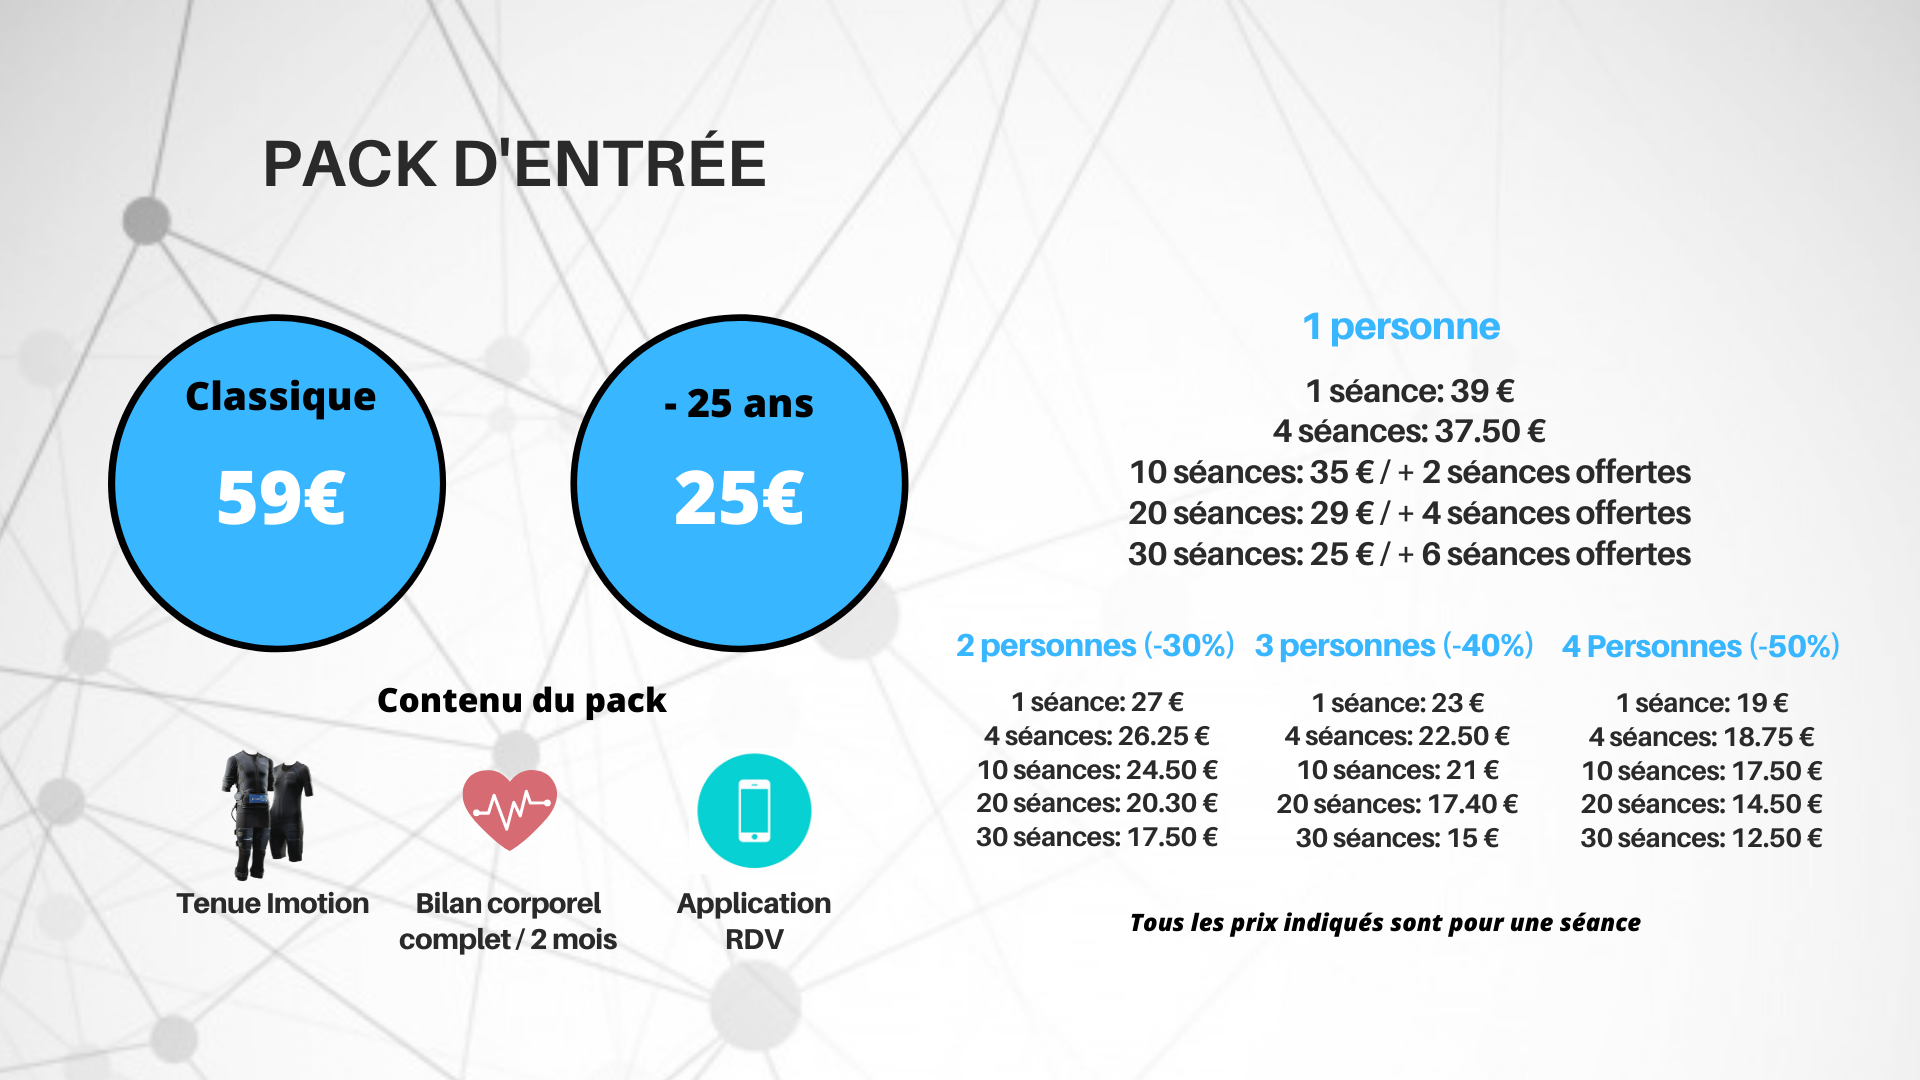 PACK D'ENTRÉE
Classique
59€
- 25 ans
25€
Contenu du pack
Tenue Imotion
Bilan corporel
complet / 2 mois
Application
RDV
1 personne
1 séance: 39 €
4 séances: 37.50 €
10 séances: 35 € / + 2 séances offertes
20 séances: 29 € / + 4 séances offertes
30 séances: 25 € / + 6 séances offertes
2 personnes (-30%)
1 séance: 27 €
4 séances: 26.25 €
10 séances: 24.50 €
20 séances: 20.30 €
30 séances: 17.50 €
3 personnes (-40%)
1 séance: 23 €
4 séances: 22.50 €
10 séances: 21 €
20 séances: 17.40 €
30 séances: 15 €
4 Personnes (-50%)
1 séance: 19 €
4 séances: 18.75 €
10 séances: 17.50 €
20 séances: 14.50 €
30 séances: 12.50 €
Tous les prix indiqués sont pour une séance